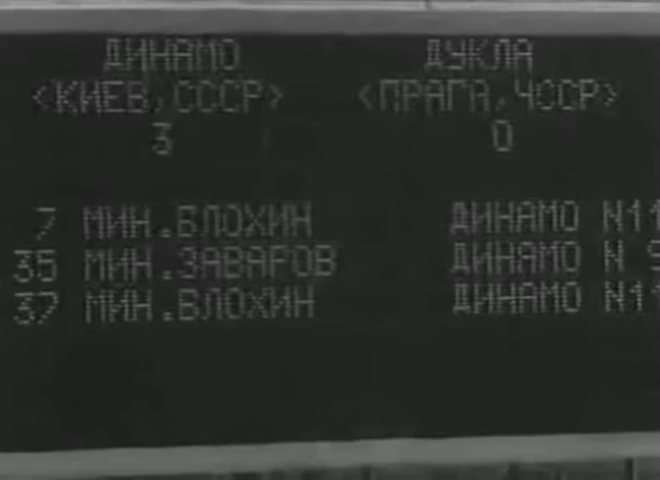 ДИНАМО ДУКЛА
<КИЕВ,СССР> <ПРАГА,ЧССР>
3 0
7 МИН.БЛОХИН ДИНАМО N11
35 МИН.ЗАВАРОВ ДИНАМО N 9
37 МИН.БЛОХИН ДИНАМО N11